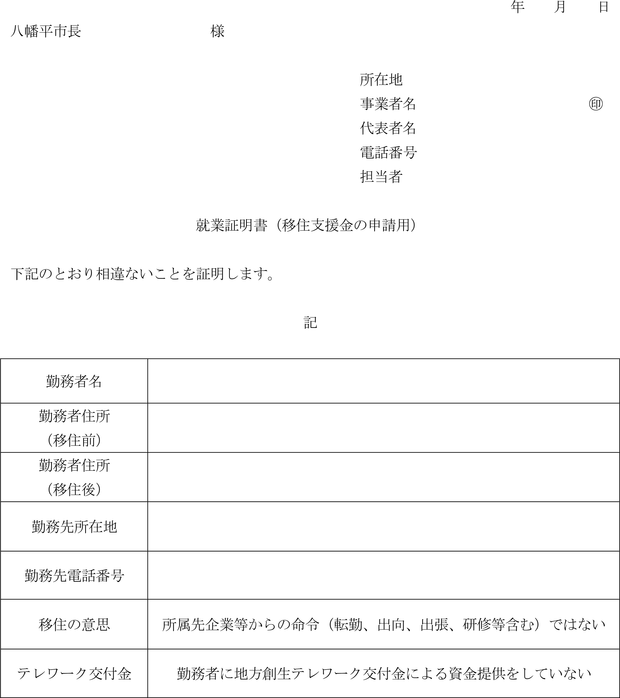 年　　月　　日
八幡平市長　　　　　　　　　様
所在地
事業者名　　　　　　　　　　　　㊞
代表者名
電話番号
担当者
就業証明書（移住支援金の申請用）
下記のとおり相違ないことを証明します。
記
勤務者名
勤務者住所
（移住前）
勤務者住所
（移住後）
勤務先所在地
勤務先電話番号
移住の意思　所属先企業等からの命令（転勤、出向、出張、研修等含む）ではない
テレワーク交付金　勤務者に地方創生テレワーク交付金による資金提供をしていない